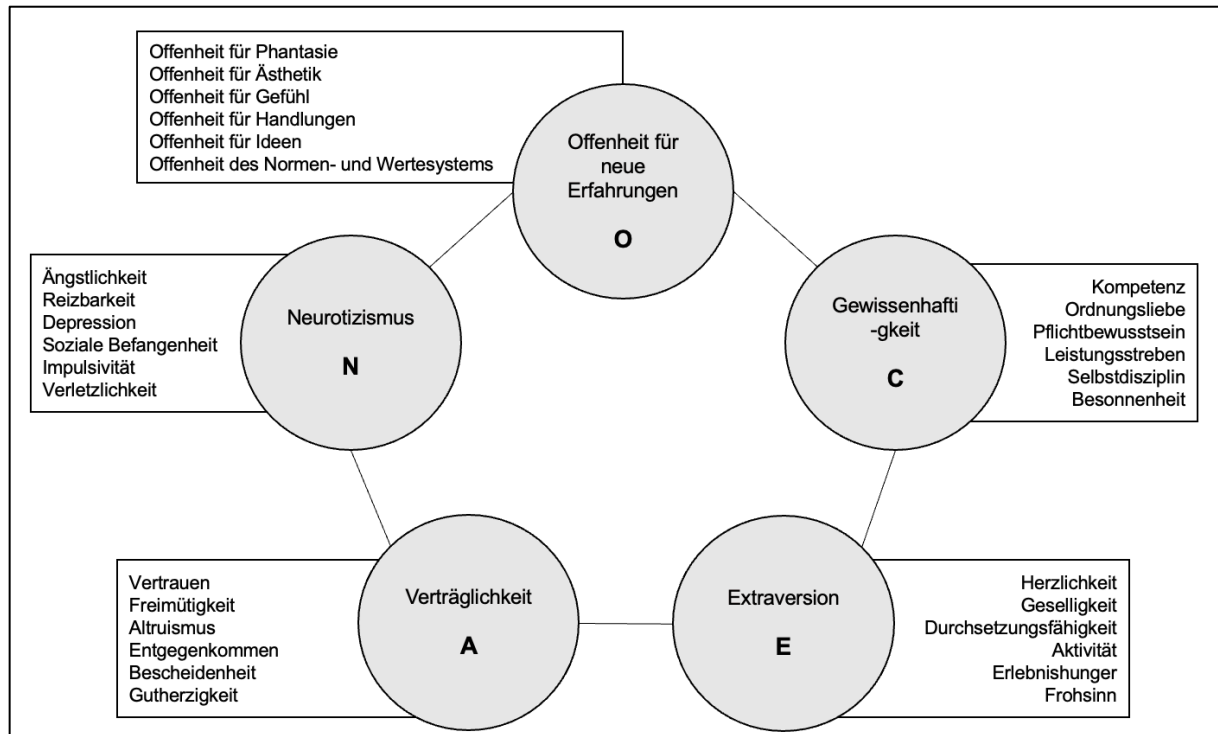 Offenheit für Phantasie
Offenheit für Ästhetik
Offenheit für Gefühl
Offenheit für Handlungen
Offenheit für Ideen
Offenheit des Normen- und Wertesystems
Offenheit für
neue
Erfahrungen
O
Ängstlichkeit
Reizbarkeit
Depression
Soziale Befangenheit
Impulsivität
Verletzlichkeit
Neurotizismus
N
Gewissenhafti
-gkeit
C
Kompetenz
Ordnungsliebe
Pflichtbewusstsein
Leistungsstreben
Selbstdisziplin
Besonnenheit
Vertrauen
Freimütigkeit
Altruismus
Entgegenkommen
Bescheidenheit
Gutherzigkeit
Verträglichkeit
A
Extraversion
E
Herzlichkeit
Geselligkeit
Durchsetzungsfähigkeit
Aktivität
Erlebnishunger
Frohsinn